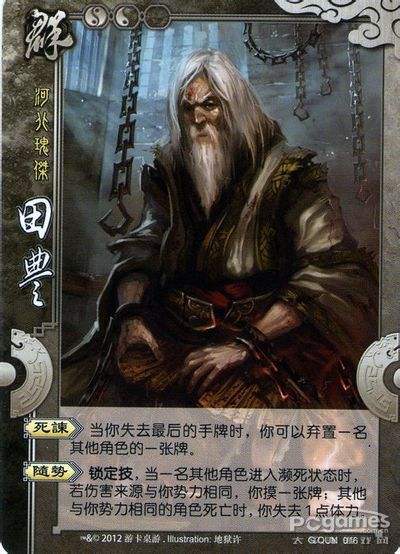 群
河北瑰傑
田豊
死諫 当你失去最后的手牌时，你可以弃置一名
其他角色的一张牌。
随势 锁定技，当一名其他角色进入濒死状态时，
若伤害来源与你势力相同，你摸一张牌；其他
与你势力相同的角色死亡时，你失去1点体力。
™&© 2012 游卡桌游. Illustration: 地狱许
QUN 016
PCgames